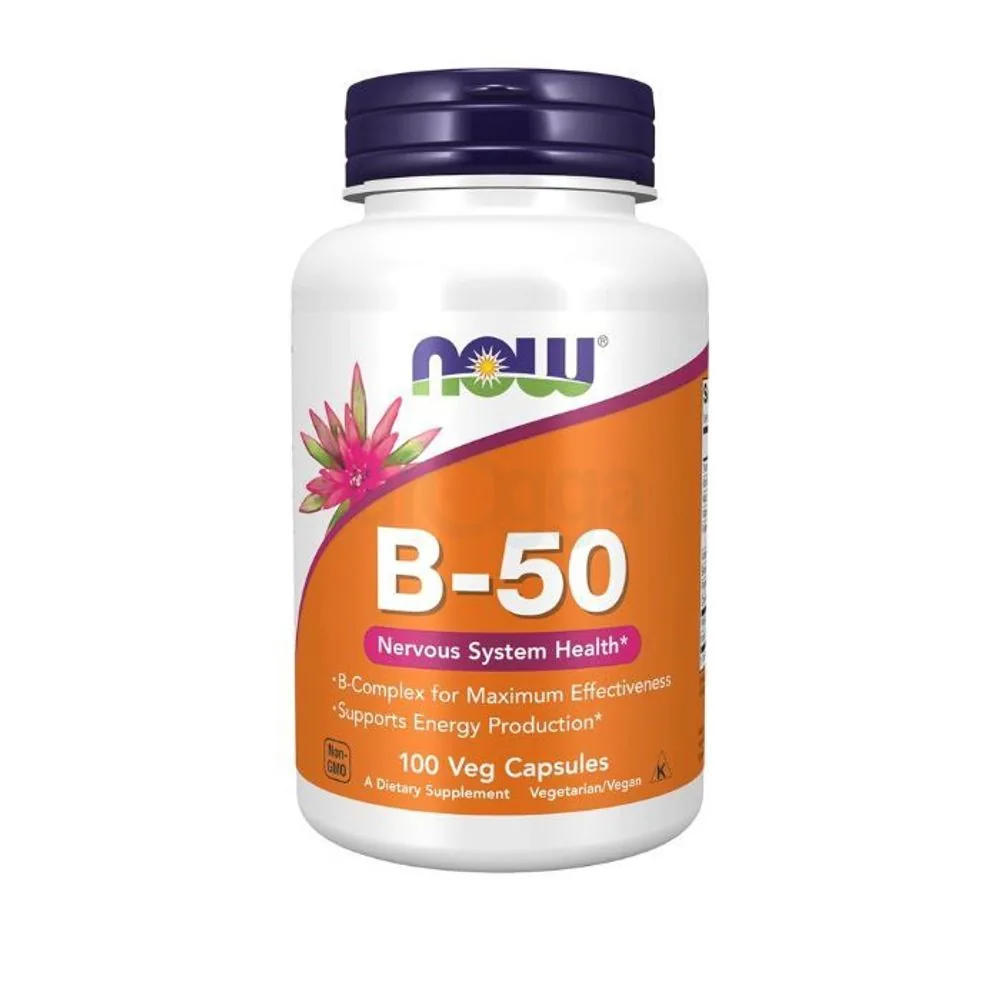 NOW®
B-50
Nervous System Health*
•B-Complex for Maximum Effectiveness
•Supports Energy Production*
Non-
GMO
100 Veg Capsules
K
A Dietary Supplement Vegetarian/Vegan